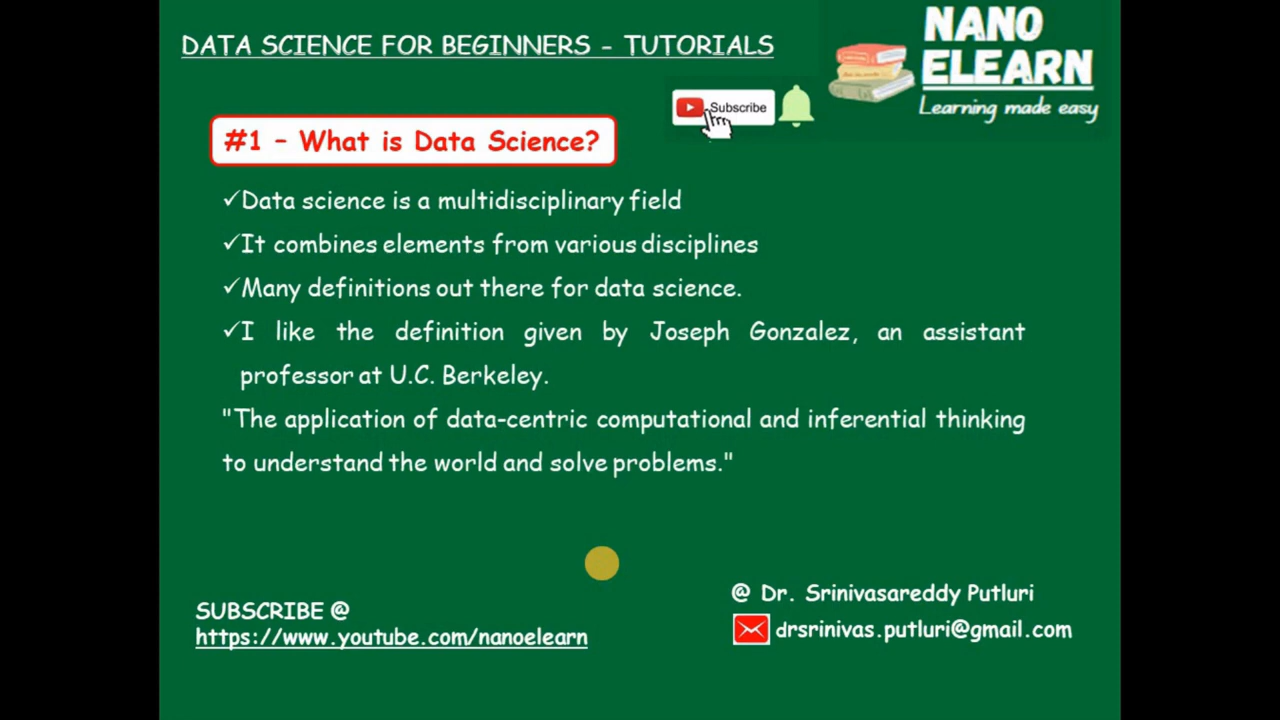 DATA SCIENCE FOR BEGINNERS - TUTORIALS
NANO
ELEARN
Learning made easy
Subscribe
#1 - What is Data Science?
✓Data science is a multidisciplinary field
✓It combines elements from various disciplines
✓Many definitions out there for data science.
✓I like the definition given by Joseph Gonzalez, an assistant
professor at U.C. Berkeley.
"The application of data-centric computational and inferential thinking
to understand the world and solve problems."
@ Dr. Srinivasareddy Putluri
SUBSCRIBE @
drsrinivas.putluri@gmail.com
https://www.youtube.com/nanoelearn